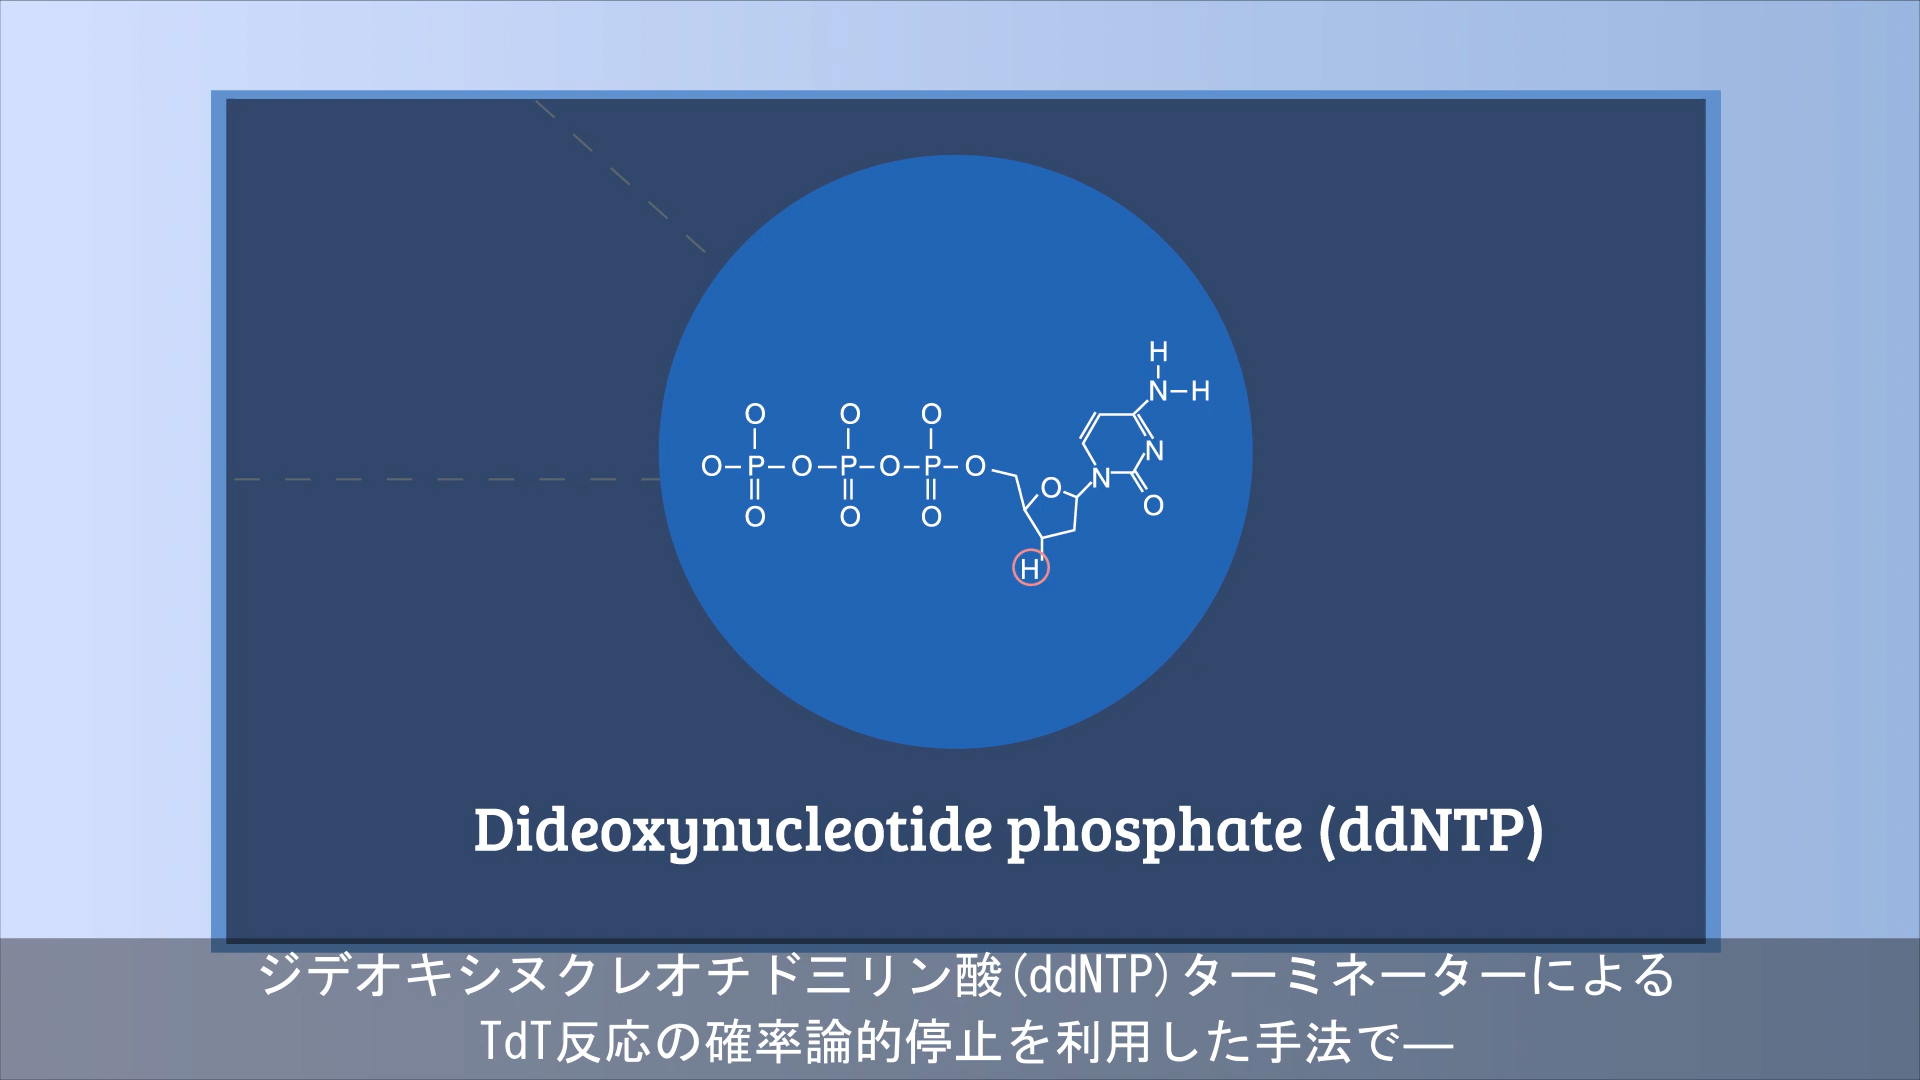 H
N-H
O O O
O-P-O-P-O-P-O
N
O
N
O O O
O
H
Dideoxynucleotide phosphate (ddNTP)
ジデオキシヌクレオチド三リン酸(ddNTP)ターミネーターによる
TdT反応の確率論的停止を利用した手法で―